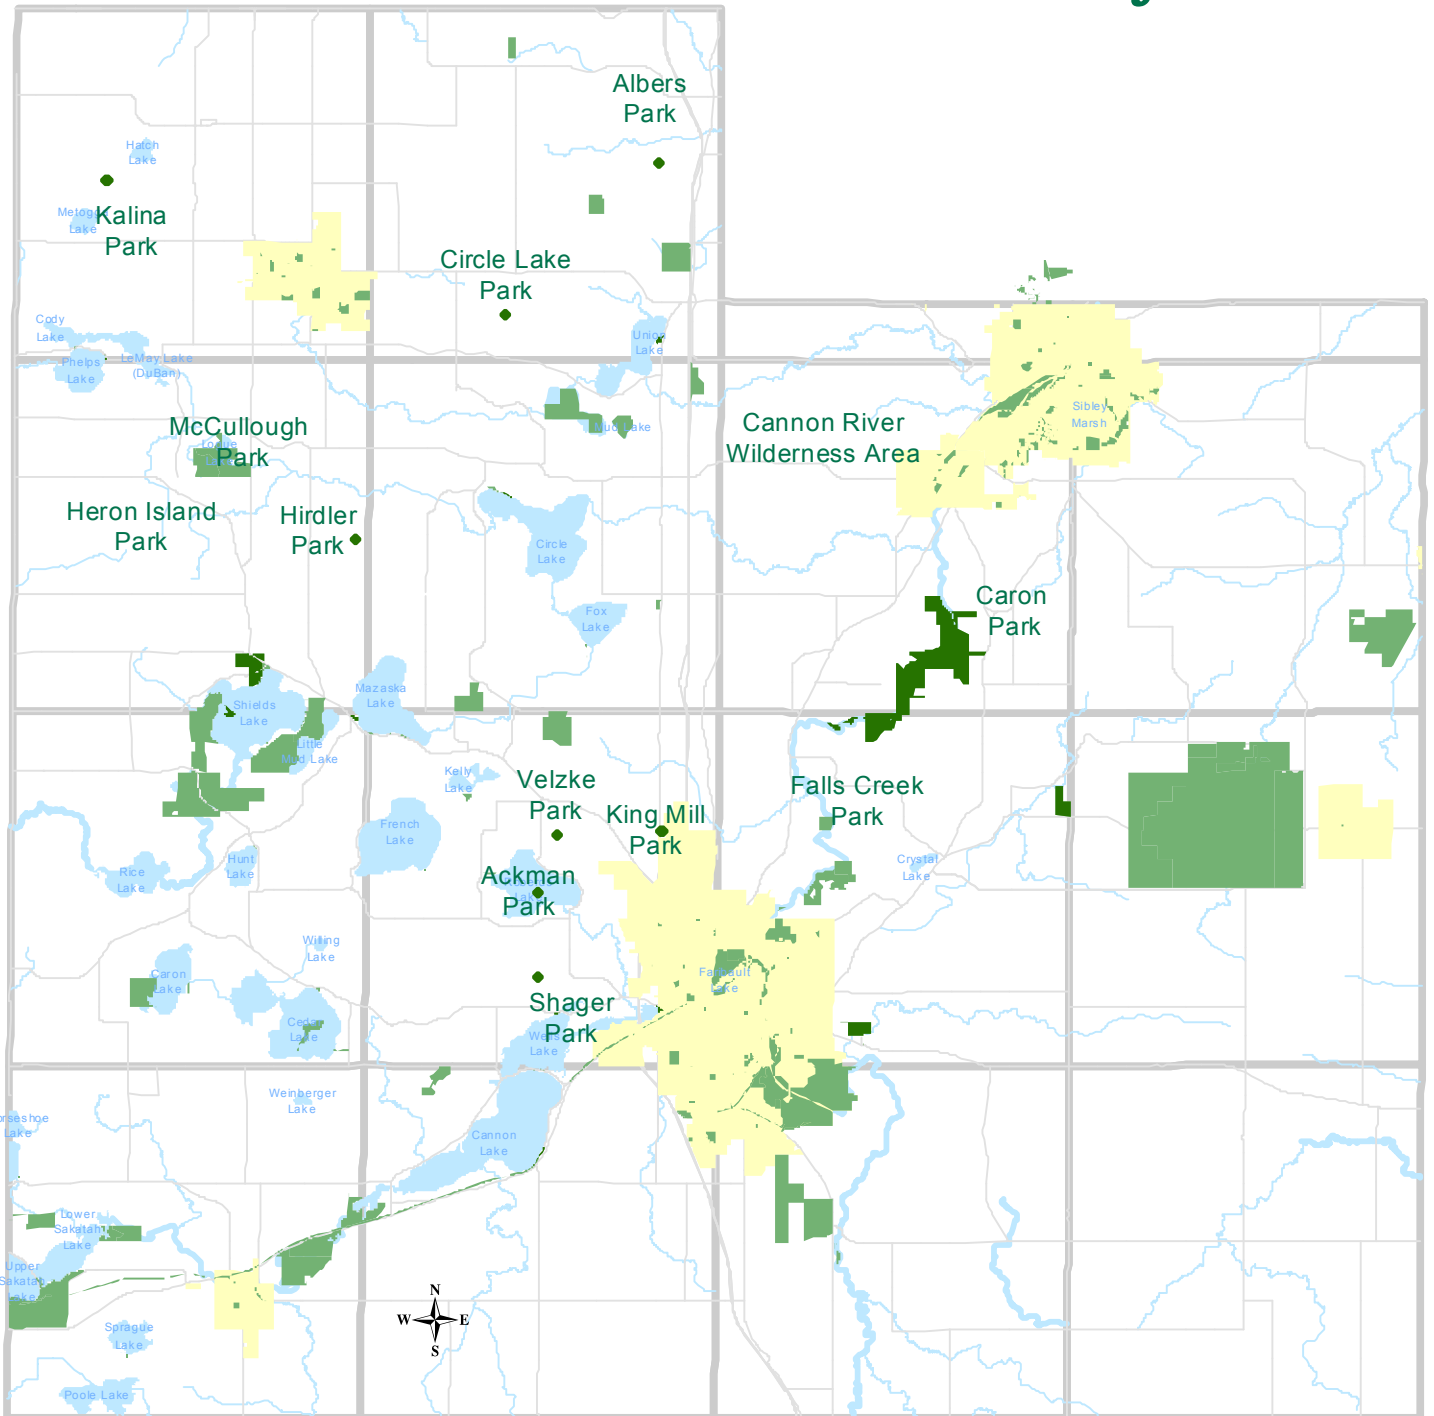 Albers
Park
Hatch
Lake
Kalina
Park
Lake
Circle Lake
Park
Cody
Lake
Union
Lake
Phelps
Lake
LeMay Lake
(DuBan)
Sibley
Marsh
McCullough
Park
Mud Lake
Cannon River
Wilderness Area
Heron Island
Park
Hirdler
Park
Circle
Lake
Caron
Park
Fox
Lake
Mazaska
Lake
Shields
Lake
Little
Mud Lake
Kelly
Lake
Velzke
Park
King Mill
Park
Falls Creek
Park
French
Lake
Hunt
Lake
Rice
Lake
Crystal
Lake
Ackman
Park
Willing
Lake
Caron
Lake
Faribault
Lake
Shager
Park
Cedar
Lake
Wells
Lake
Weinberger
Lake
Lake
Cannon
Lake
Lower
Sakatah
Lake
Upper
Sakatah
Lake
Sprague
Lake
Poole Lake
N
W
E
S